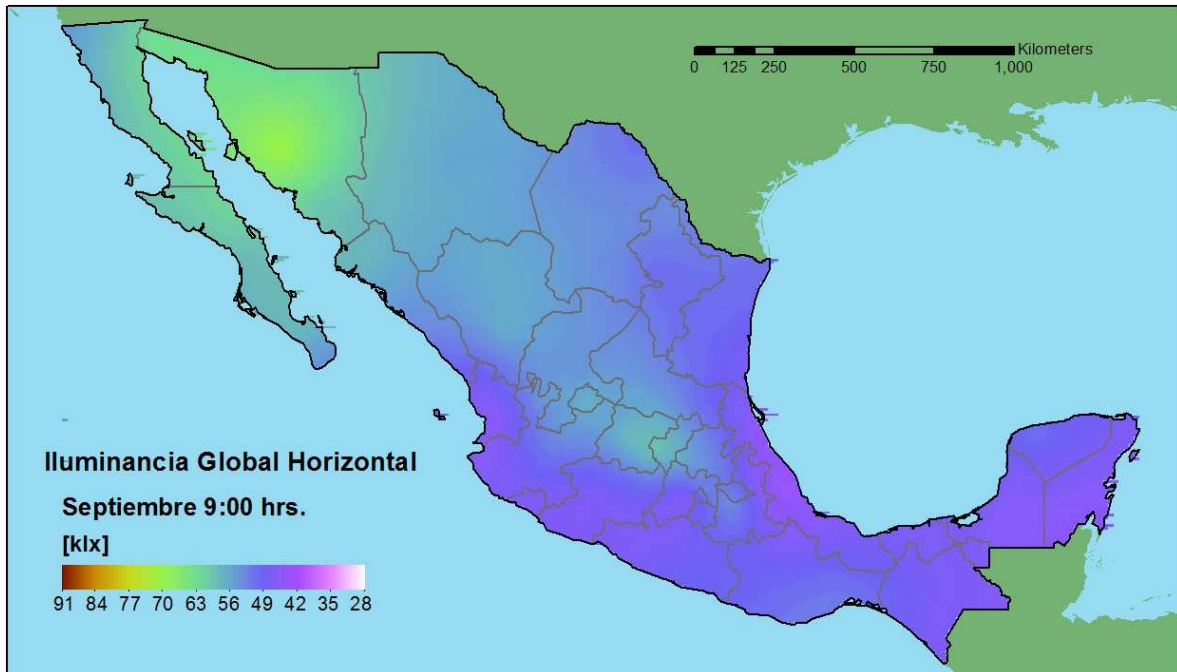 Kilometers
0 125 250 500 750 1,000
Iluminancia Global Horizontal
Septiembre 9:00 hrs.
[klx]
91 84 77 70 63 56 49 42 35 28